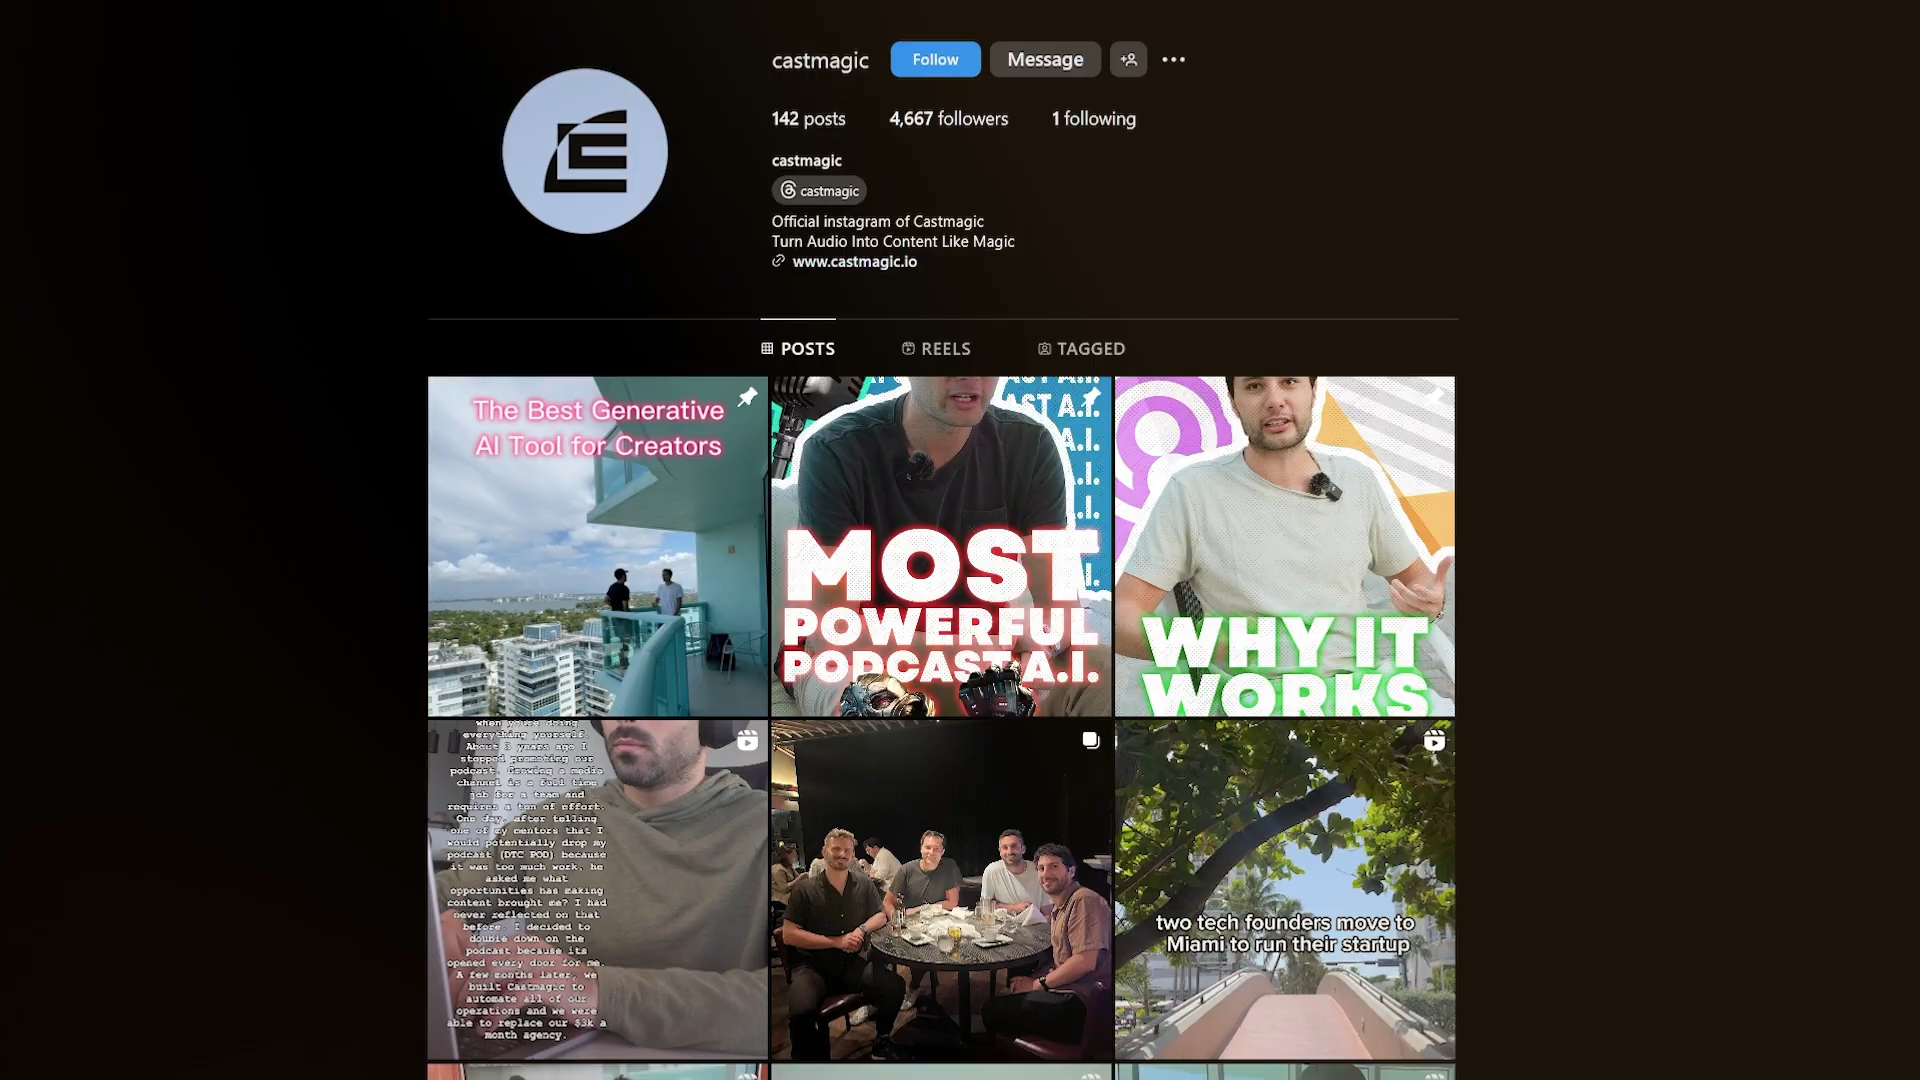 castmagic
Follow
Message
142 posts
4,667 followers
1 following
castmagic
castmagic
Official instagram of Castmagic
Turn Audio Into Content Like Magic
www.castmagic.io
POSTS
REELS
TAGGED
The Best Generative
AI Tool for Creators
AST A.I.
A.I.
MOST
POWERFUL
PODCAST A.I.
WHY IT
WORKS
when youre doing
everything yourself.
About 3 years ago I
stopped promoting our
podcast. Growing a media
channel is a full time
job for a team and
requires a ton of effort.
One day, after telling
one of my mentors that I
would potentially drop my
podcast (DTC POD) because
it was too much work, he
asked me what
opportunities has making
content brought me? I had
never reflected on that
before. I decided to
double down on the
podcast because its
opened every door for me.
A few months later, we
built Castmagic to
automate all of our
operations and we were
able to replace our $3k a
month agency.
two tech founders move to
Miami to run their startup